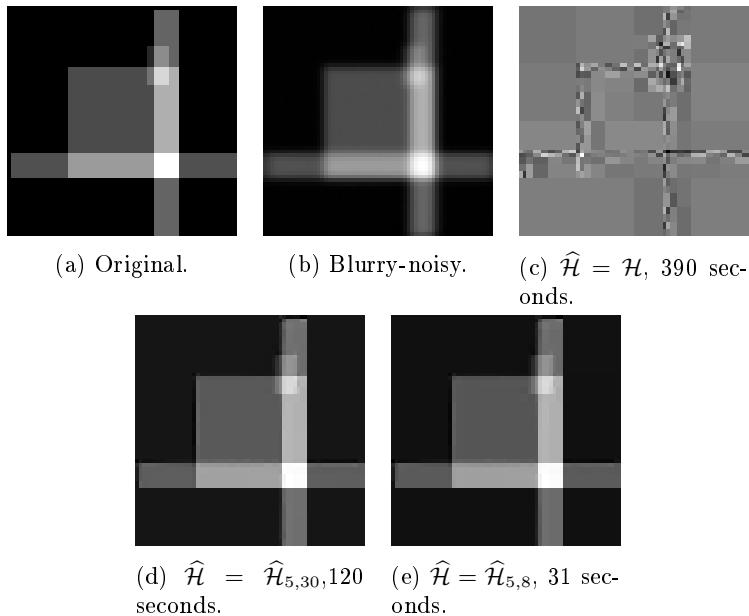 (a) Original.
(b) Blurry-noisy.
(c) $\widehat{\mathcal{H}} = \mathcal{H}$, 390 sec-
onds.
(d) $\widehat{\mathcal{H}} = \widehat{\mathcal{H}}_{5,30}$,120
seconds.
(e) $\widehat{\mathcal{H}} = \widehat{\mathcal{H}}_{5,8}$, 31 sec-
onds.